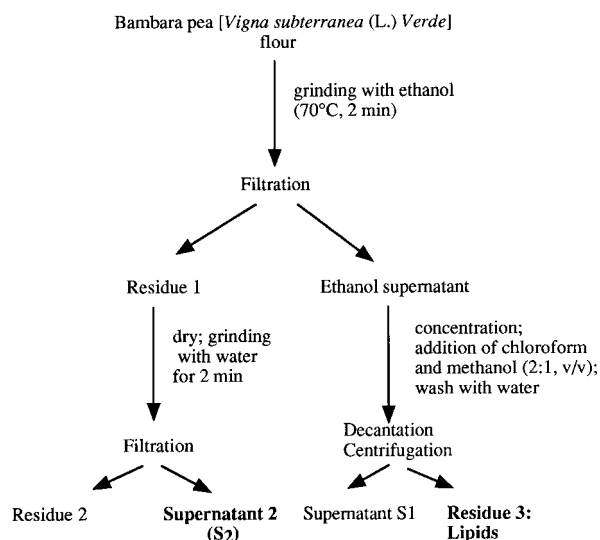 Bambara pea [Vigna subterranea (L.) Verde]
flour
grinding with ethanol
(70°C, 2 min)
Filtration
Residue 1
Ethanol supernatant
dry; grinding
with water
for 2 min
concentration;
addition of chloroform
and methanol (2:1, v/v);
wash with water
Filtration
Decantation
Centrifugation
Residue 2
Supernatant 2
(S2)
Supernatant S1
Residue 3:
Lipids